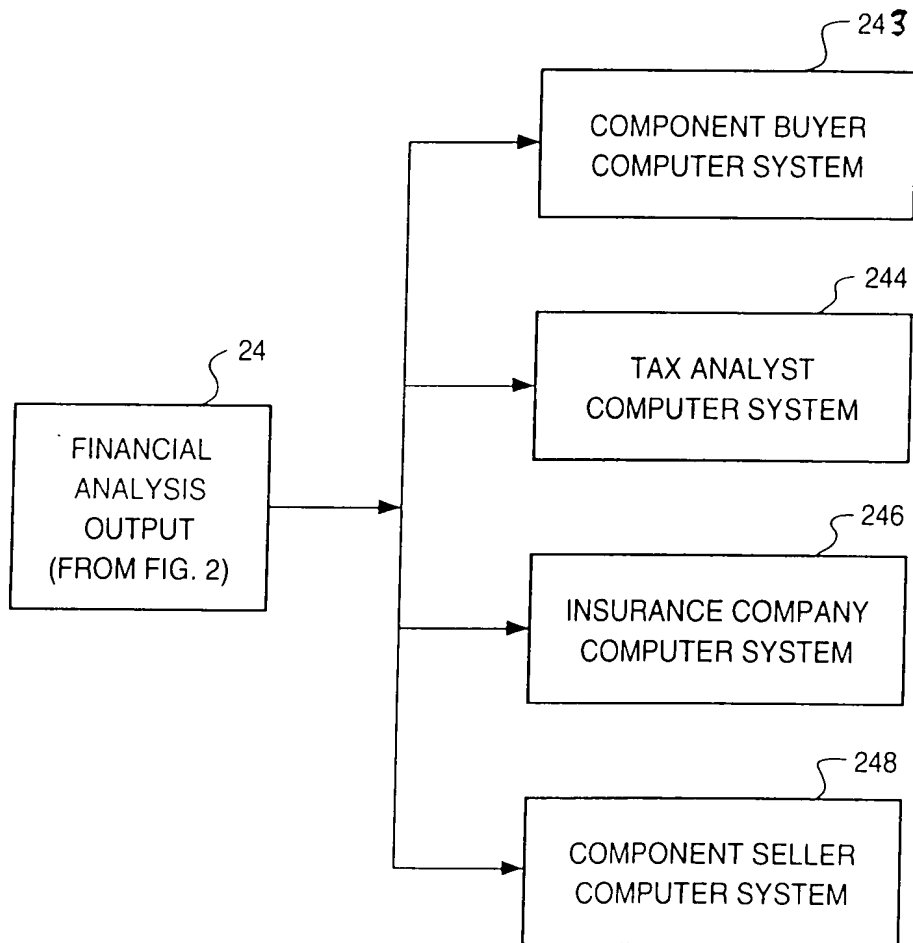 243
COMPONENT BUYER
COMPUTER SYSTEM
244
TAX ANALYST
COMPUTER SYSTEM
24
FINANCIAL
ANALYSIS
OUTPUT
(FROM FIG. 2)
246
INSURANCE COMPANY
COMPUTER SYSTEM
248
COMPONENT SELLER
COMPUTER SYSTEM